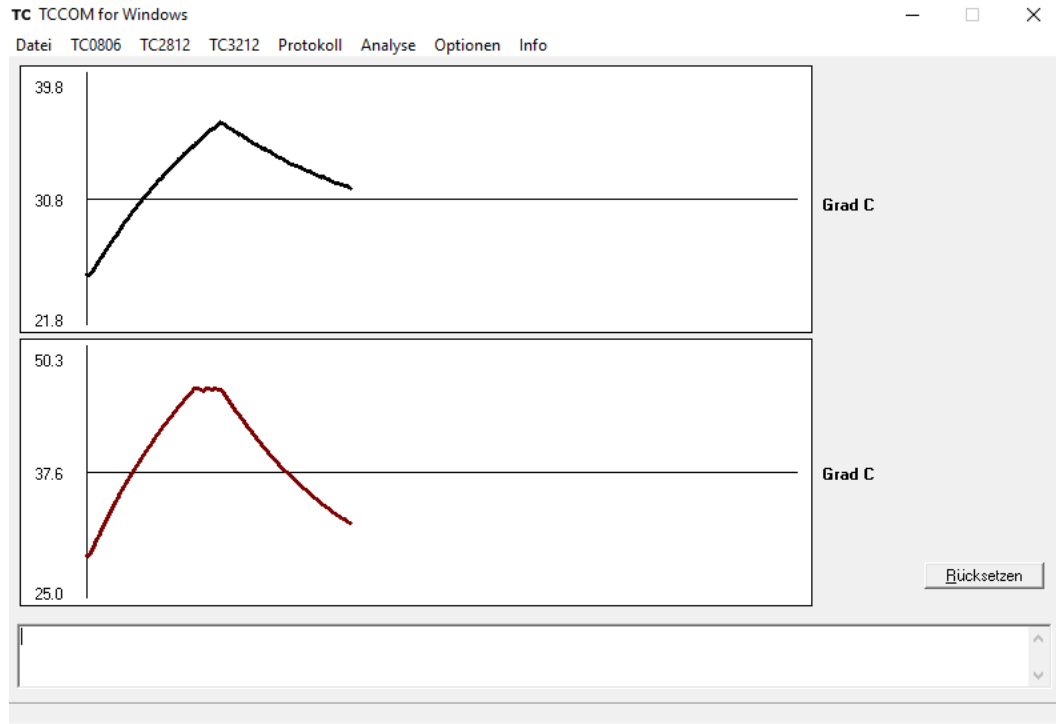 TC TCCOM for Windows
Datei TC0806 TC2812 TC3212 Protokoll Analyse Optionen Info
39.8
30.8
Grad C
21.8
50.3
37.6
Grad C
25.0
Rücksetzen